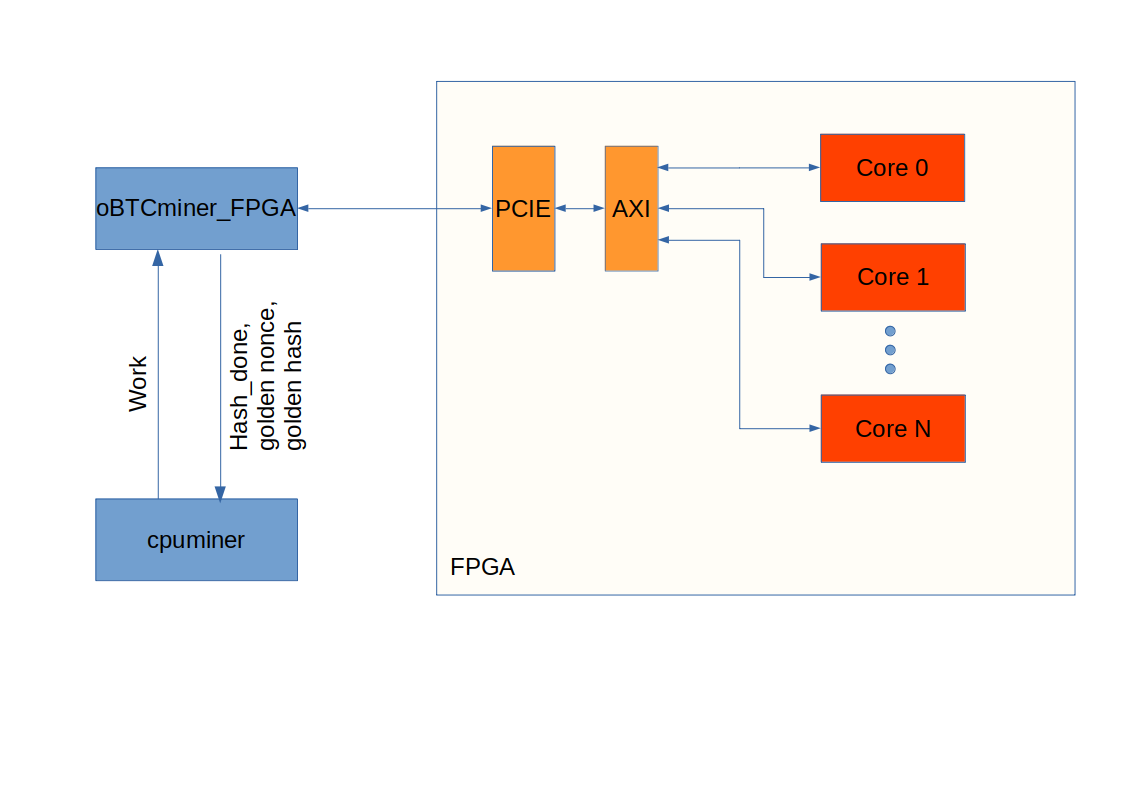 oBTCminer_FPGA
PCIE
AXI
Core 0
Core 1
Core N
Work
Hash_done,
golden nonce,
golden hash
cpuminer
FPGA